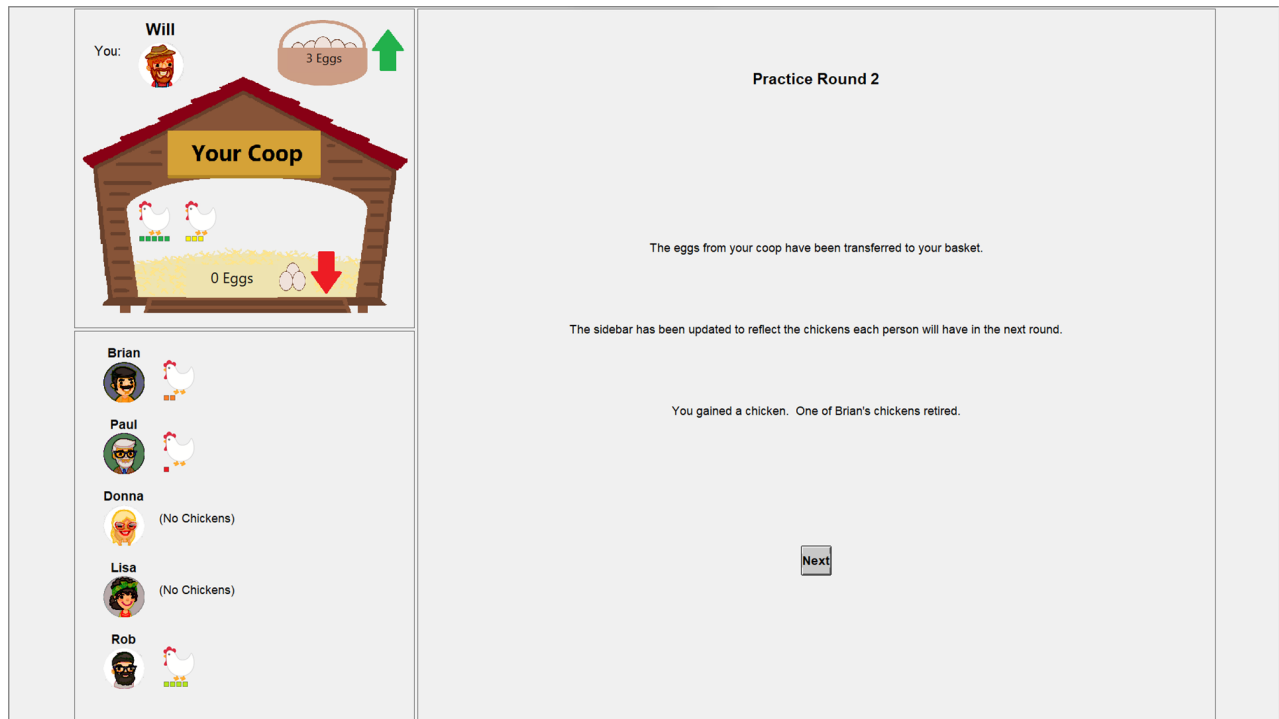 Will
You:
3 Eggs
Your Coop
0 Eggs
Brian
Paul
Donna
(No Chickens)
Lisa
(No Chickens)
Rob
Practice Round 2
The eggs from your coop have been transferred to your basket.
The sidebar has been updated to reflect the chickens each person will have in the next round.
You gained a chicken.  One of Brian's chickens retired.
Next